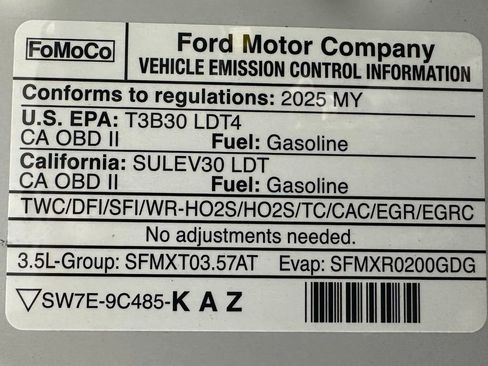 FoMoCo
Ford Motor Company
VEHICLE EMISSION CONTROL INFORMATION
Conforms to regulations: 2025 MY
U.S. EPA: T3B30 LDT4
CA OBD II Fuel: Gasoline
California: SULEV30 LDT
CA OBD II Fuel: Gasoline
TWC/DFI/SFI/WR-HO2S/HO2S/TC/CAC/EGR/EGRC
No adjustments needed.
3.5L-Group: SFMXT03.57AT Evap: SFMXR0200GDG
▽SW7E-9C485-KAZ